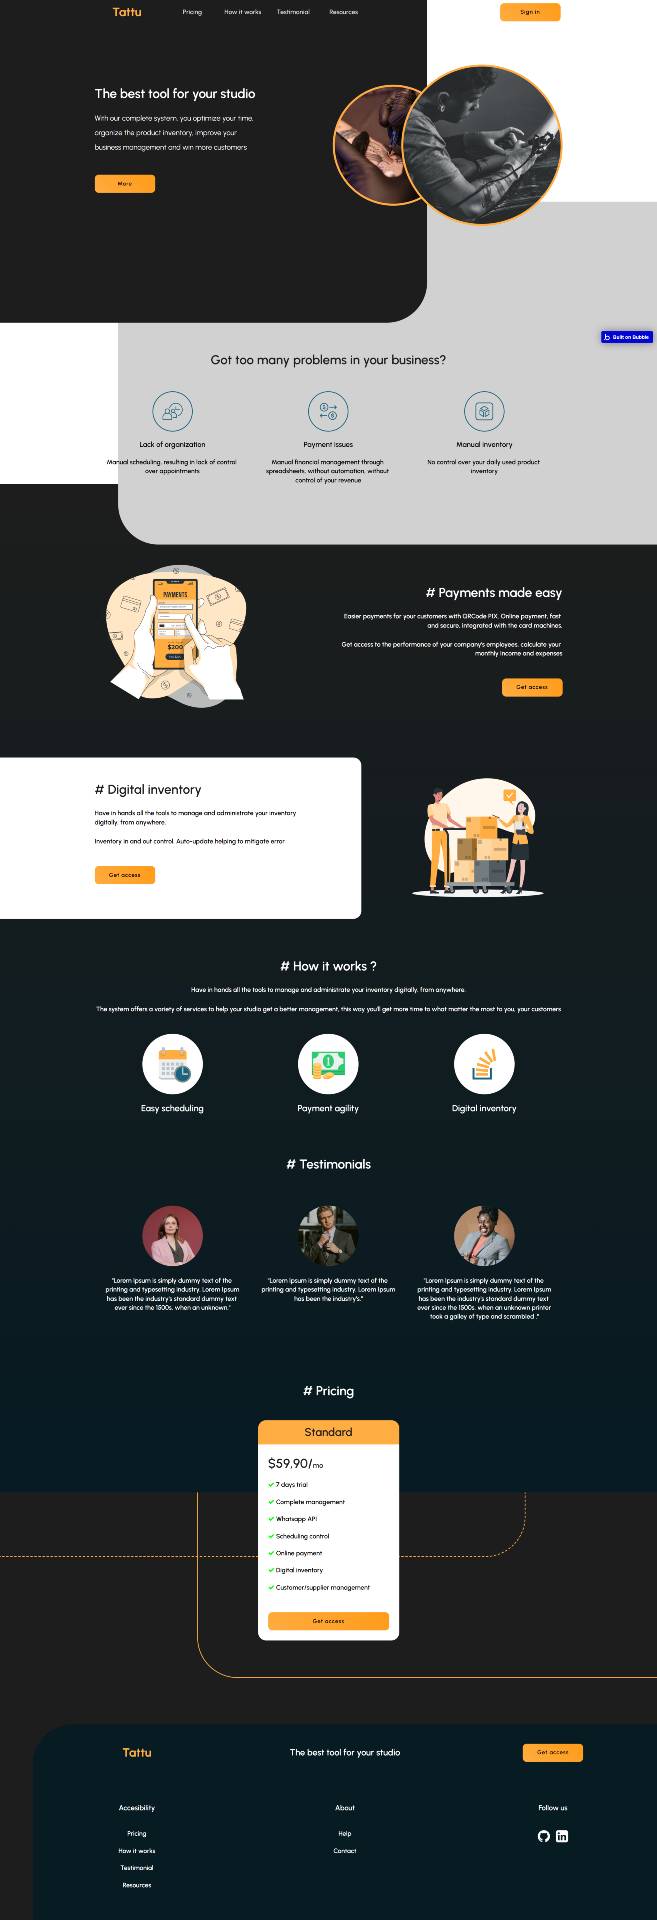 Tattu
Pricing
How it works
Testimonial
Resources
Sign in
The best tool for your studio
With our complete system, you optimize your time,
organize the product inventory, improve your
business management and win more customers
More
Built on Bubble
Got too many problems in your business?
Lack of organization
Manual scheduling, resulting in lack of control
over appointments
Payment issues
Manual financial management through
spreadsheets, without automation, without
control of your revenue
Manual inventory
No control over your daily used product
inventory
PAYMENTS
$200
# Payments made easy
Easier payments for your customers with QRCode PIX, Online payment, fast
and secure, integrated with the card machines.
Get access to the performance of your company's employees, calculate your
monthly income and expenses
Get access
# Digital inventory
Have in hands all the tools to manage and administrate your inventory
digitally, from anywhere.
Inventory in and out control. Auto-update helping to mitigate error
Get access
# How it works ?
Have in hands all the tools to manage and administrate your inventory digitally, from anywhere.
The system offers a variety of services to help your studio get a better management, this way you'll get more time to what matter the most to you, your customers
Easy scheduling
Payment agility
Digital inventory
# Testimonials
"Lorem Ipsum is simply dummy text of the
printing and typesetting industry. Lorem Ipsum
has been the industry's standard dummy text
ever since the 1500s, when an unknown."
"Lorem Ipsum is simply dummy text of the
printing and typesetting industry. Lorem Ipsum
has been the industry's."
"Lorem Ipsum is simply dummy text of the
printing and typesetting industry. Lorem Ipsum
has been the industry's standard dummy text
ever since the 1500s, when an unknown printer
took a galley of type and scrambled ."
# Pricing
Standard
$59,90/mo
7 days trial
Complete management
Whatsapp API
Scheduling control
Online payment
Digital inventory
Customer/supplier management
Get access
Tattu
The best tool for your studio
Get access
Accesibility
Pricing
How it works
Testimonial
Resources
About
Help
Contact
Follow us